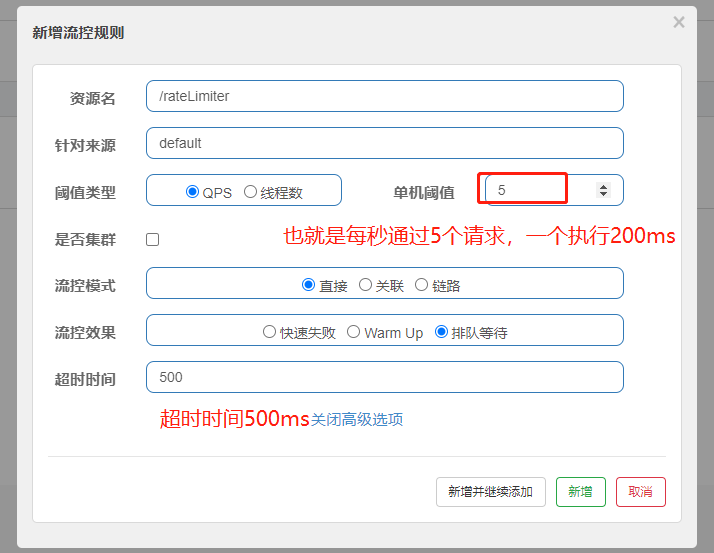 新增流控规则 ×
资源名 /rateLimiter
针对来源 default
阈值类型 QPS 线程数 单机阈值 5
是否集群 也就是每秒通过5个请求，一个执行200ms
流控模式 直接 关联 链路
流控效果 快速失败 Warm Up 排队等待
超时时间 500
超时时间500ms关闭高级选项
新增并继续添加 新增 取消